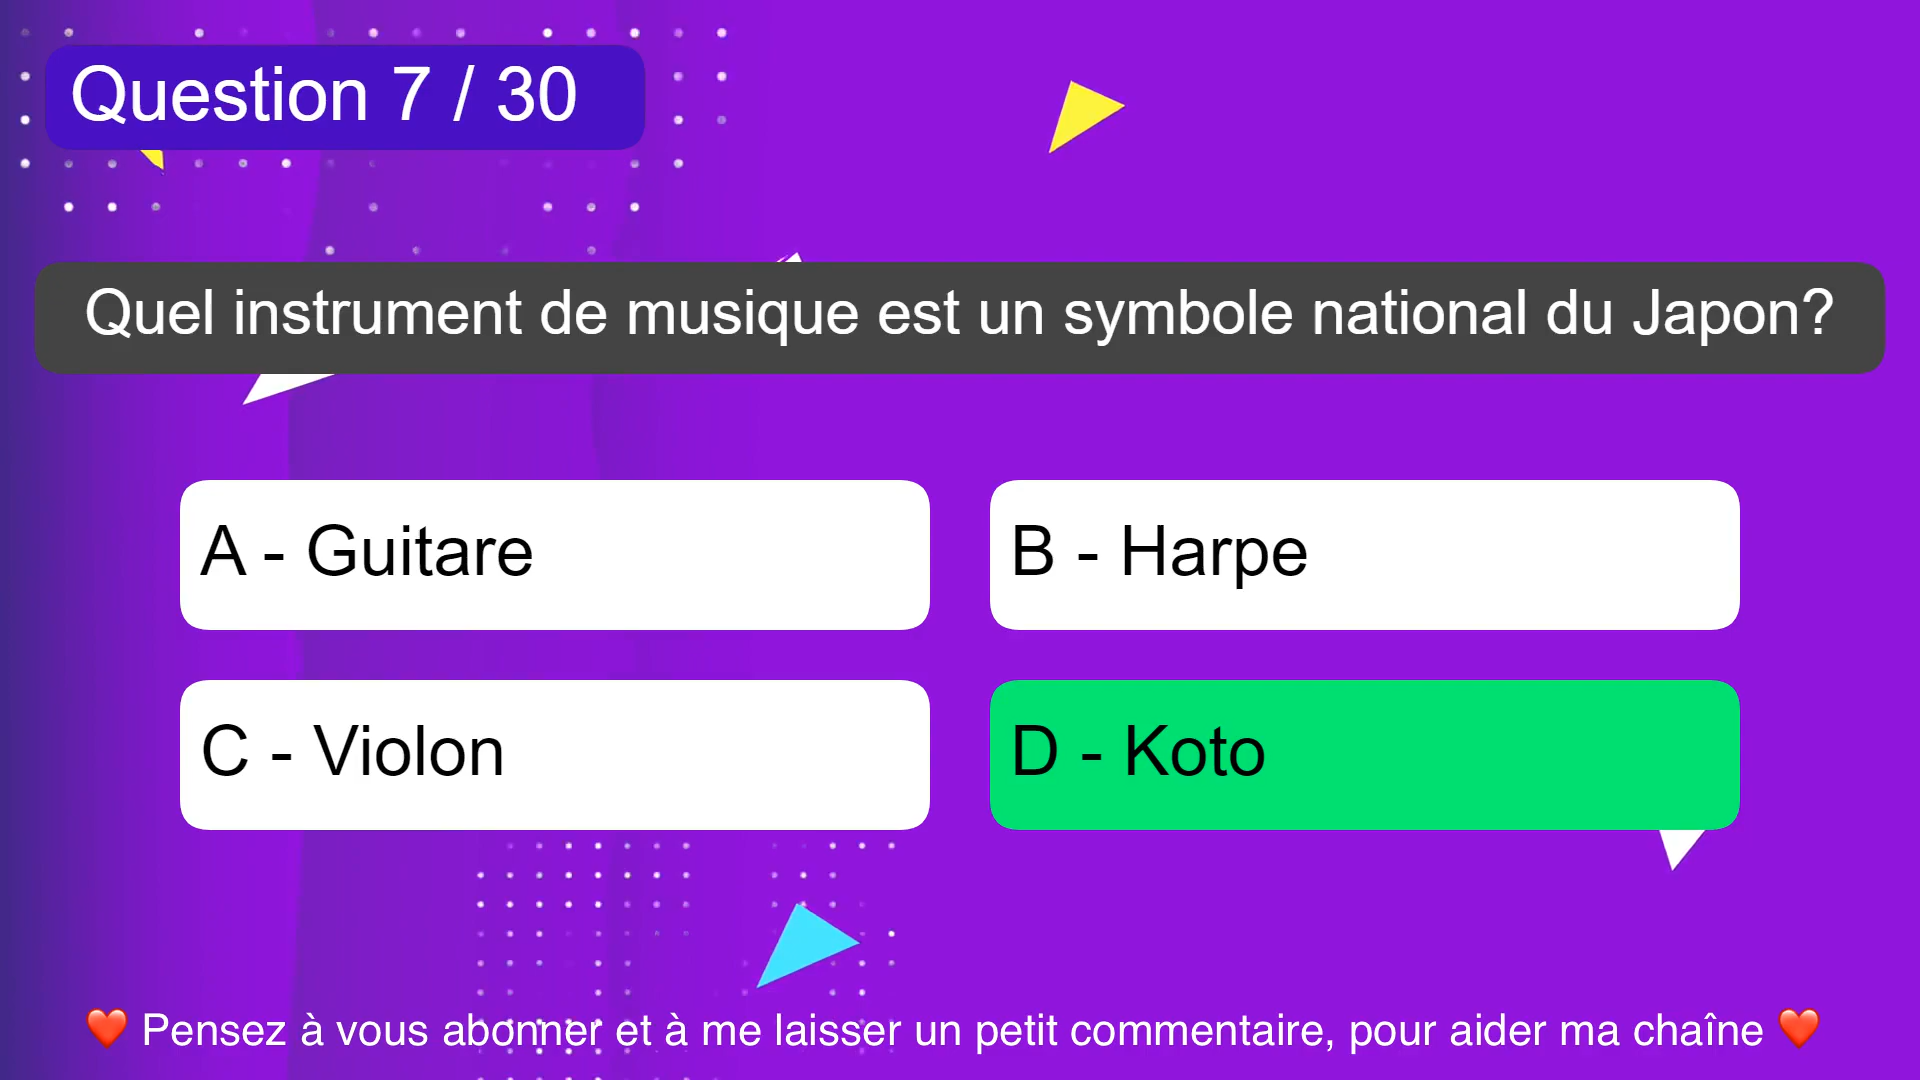 Question 7 / 30
Quel instrument de musique est un symbole national du Japon?
A - Guitare
B - Harpe
C - Violon
D - Koto
❤️ Pensez à vous abonner et à me laisser un petit commentaire, pour aider ma chaîne ❤️